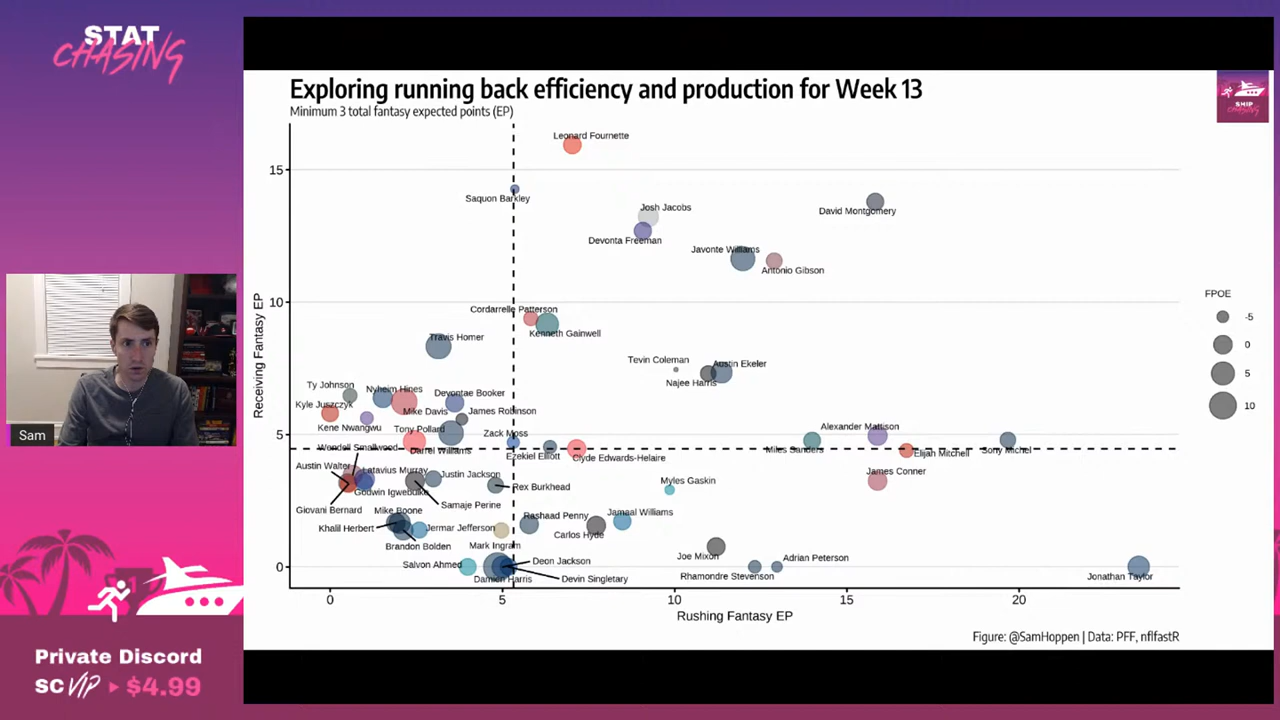 STAT
CHASING
Exploring running back efficiency and production for Week 13
Minimum 3 total fantasy expected points (EP)
SHIP
CHASING
Leonard Fournette
Saquon Barkley
Josh Jacobs
David Montgomery
Devonta Freeman
Javonte Williams
Antonio Gibson
Cordarrelle Patterson
Kenneth Gainwell
Travis Homer
Tevin Coleman
Austin Ekeler
Najee Harris
Ty Johnson
Nyheim Hines
Devontae Booker
Kyle Juszczyk
Mike Davis
James Robinson
Kene Nwangwu
Tony Pollard
Zack Moss
Alexander Mattison
Wendell Smallwood
Darrel Williams
Ezekiel Elliott
Clyde Edwards-Helaire
Miles Sanders
Elijah Mitchell
Sony Michel
Austin Walter
Latavius Murray
Justin Jackson
James Conner
Godwin Igwebuike
Rex Burkhead
Myles Gaskin
Giovani Bernard
Samaje Perine
Mike Boone
Rashaad Penny
Jamaal Williams
Khalil Herbert
Jermar Jefferson
Carlos Hyde
Brandon Bolden
Mark Ingram
Joe Mixon
Adrian Peterson
Salvon Ahmed
Deon Jackson
Damien Harris
Devin Singletary
Rhamondre Stevenson
Jonathan Taylor
15
10
5
0
Receiving Fantasy EP
0 5 10 15 20
Rushing Fantasy EP
FPOE
-5
0
5
10
Figure: @SamHoppen | Data: PFF, nflfastR
Sam
Private Discord
SC VIP $4.99